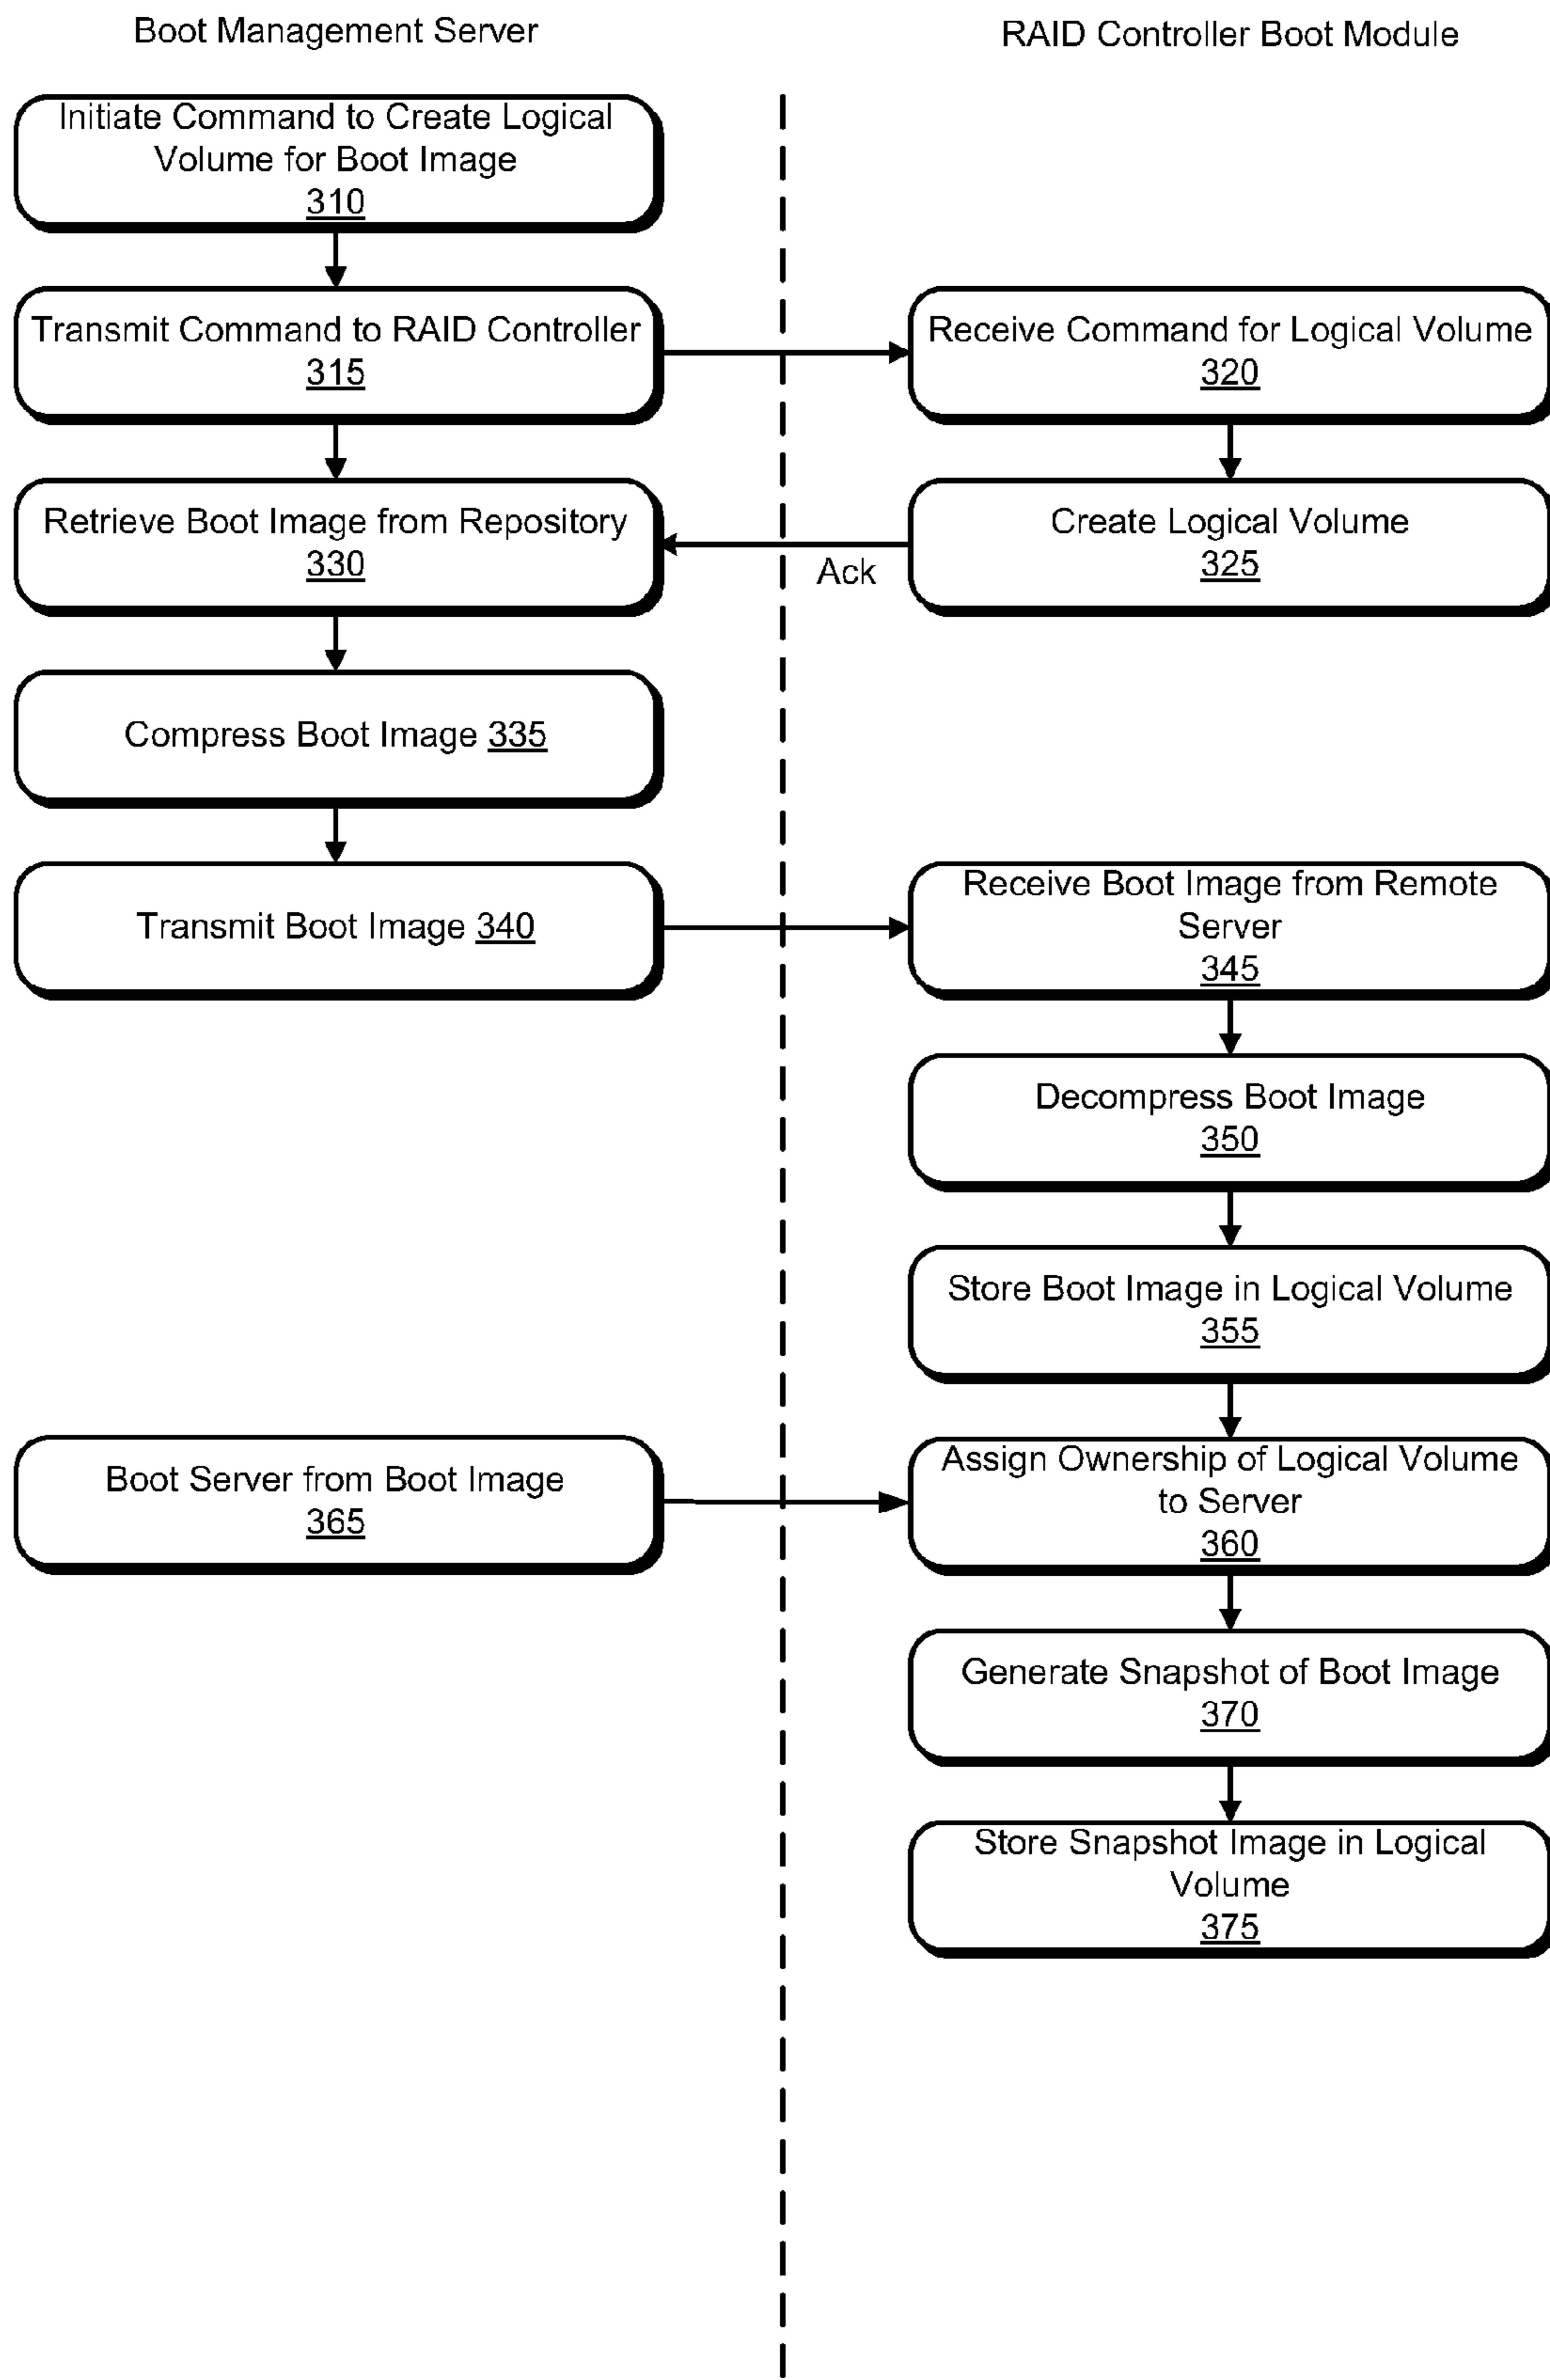 Boot Management Server
RAID Controller Boot Module
Initiate Command to Create Logical
Volume for Boot Image
310
Transmit Command to RAID Controller
315
Receive Command for Logical Volume
320
Retrieve Boot Image from Repository
330
Create Logical Volume
325
Ack
Compress Boot Image 335
Transmit Boot Image 340
Receive Boot Image from Remote
Server
345
Decompress Boot Image
350
Store Boot Image in Logical Volume
355
Boot Server from Boot Image
365
Assign Ownership of Logical Volume
to Server
360
Generate Snapshot of Boot Image
370
Store Snapshot Image in Logical
Volume
375